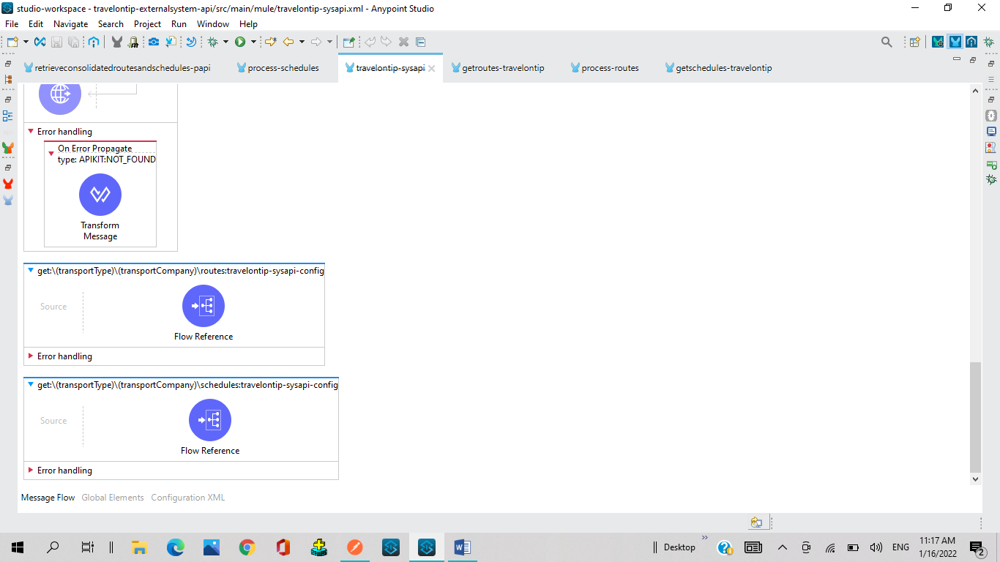 studio-workspace - travelontip-externalsystem-api/src/main/mule/travelontip-sysapi.xml - Anypoint Studio
File Edit Navigate Search Project Run Window Help
retrieveconsolidatedroutesandschedules-papi process-schedules travelontip-sysapi getroutes-travelontip process-routes getschedules-travelontip
Error handling
On Error Propagate
type: APIKIT:NOT_FOUND
Transform
Message
get:\(transportType)\(transportCompany)\routes:travelontip-sysapi-config
Source
Flow Reference
Error handling
get:\(transportType)\(transportCompany)\schedules:travelontip-sysapi-config
Source
Flow Reference
Error handling
Message Flow Global Elements Configuration XML
Desktop
ENG
11:17 AM
1/16/2022
2